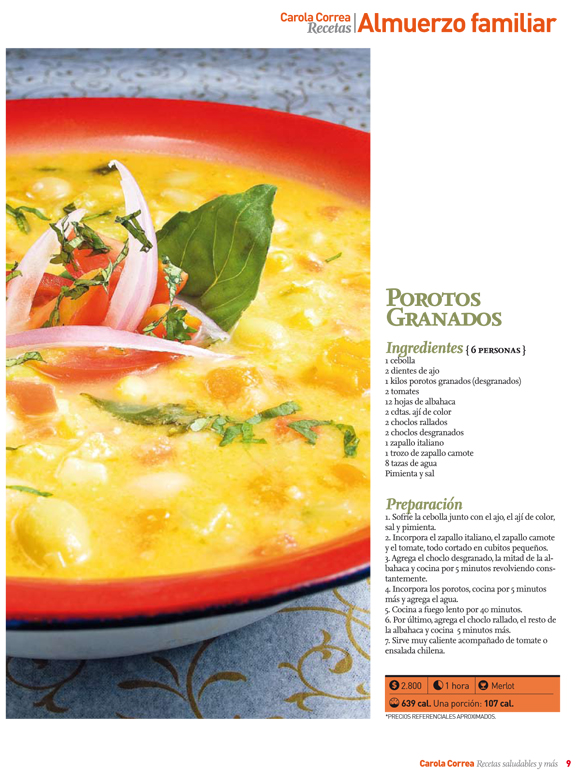 Carola Correa
Recetas
Almuerzo familiar
POROTOS
GRANADOS
Ingredientes { 6 PERSONAS }
1 cebolla
2 dientes de ajo
1 kilos porotos granados (desgranados)
2 tomates
12 hojas de albahaca
2 cdtas. ají de color
2 choclos rallados
2 choclos desgranados
1 zapallo italiano
1 trozo de zapallo camote
8 tazas de agua
Pimienta y sal
Preparación
1. Sofríe la cebolla junto con el ajo, el ají de color,
sal y pimienta.
2. Incorpora el zapallo italiano, el zapallo camote
y el tomate, todo cortado en cubitos pequeños.
3. Agrega el choclo desgranado, la mitad de la al-
bahaca y cocina por 5 minutos revolviendo cons-
tantemente.
4. Incorpora los porotos, cocina por 5 minutos
más y agrega el agua.
5. Cocina a fuego lento por 40 minutos.
6. Por último, agrega el choclo rallado, el resto de
la albahaca y cocina 5 minutos más.
7. Sirve muy caliente acompañado de tomate o
ensalada chilena.
$ 2.800 1 hora Merlot
639 cal. Una porción: 107 cal.
*PRECIOS REFERENCIALES APROXIMADOS.
Carola Correa Recetas saludables y más 9